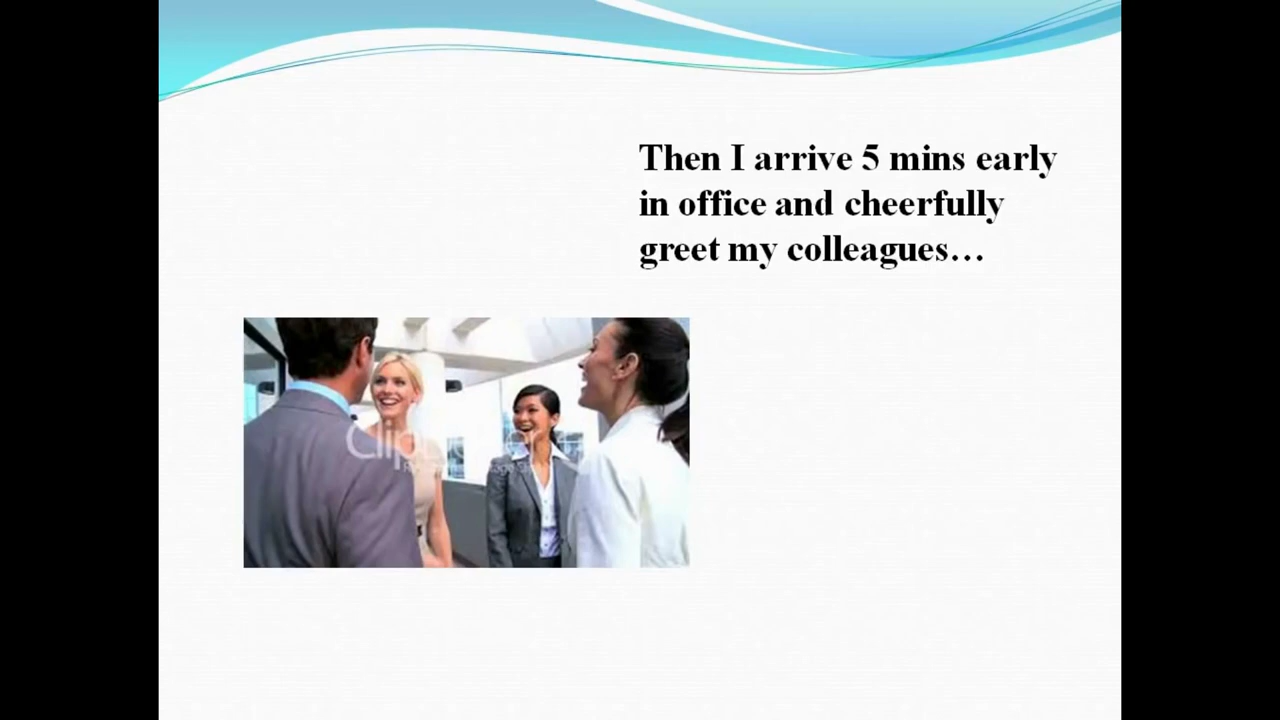 Then I arrive 5 mins early
in office and cheerfully
greet my colleagues…